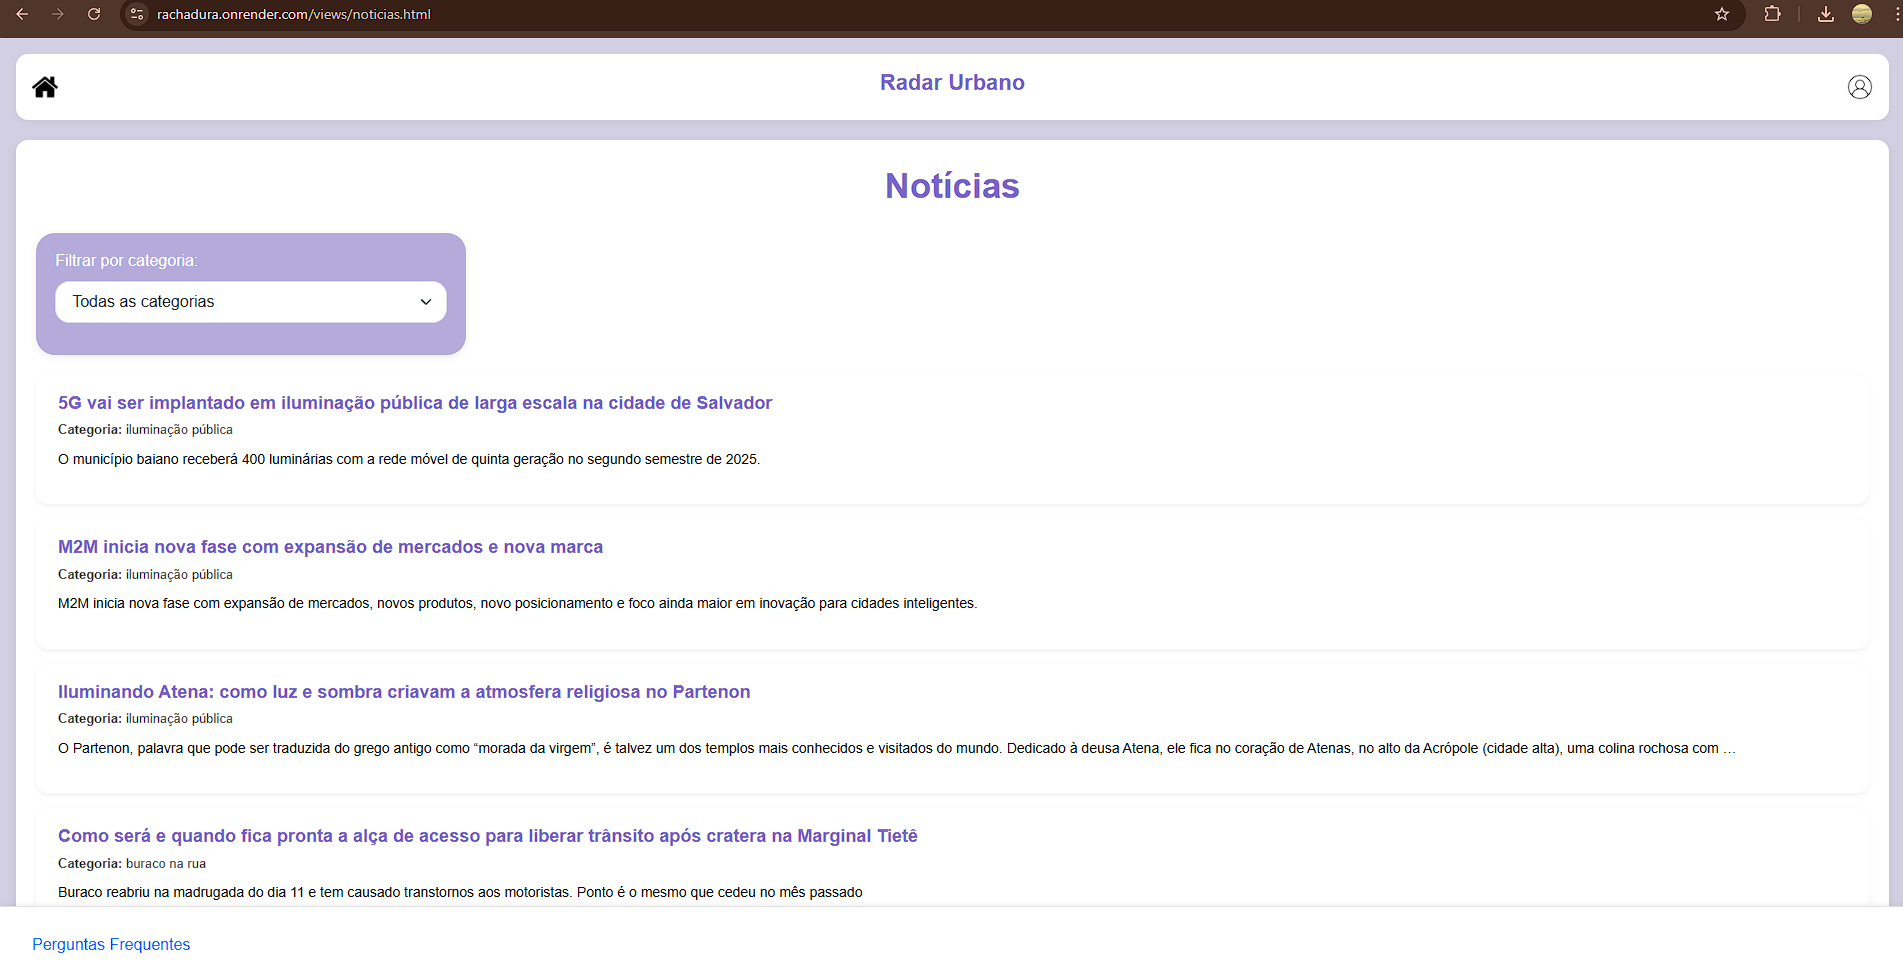 rachadura.onrender.com/views/noticias.html
Radar Urbano
Notícias
Filtrar por categoria:
Todas as categorias
5G vai ser implantado em iluminação pública de larga escala na cidade de Salvador
Categoria: iluminação pública
O município baiano receberá 400 luminárias com a rede móvel de quinta geração no segundo semestre de 2025.
M2M inicia nova fase com expansão de mercados e nova marca
Categoria: iluminação pública
M2M inicia nova fase com expansão de mercados, novos produtos, novo posicionamento e foco ainda maior em inovação para cidades inteligentes.
Iluminando Atena: como luz e sombra criavam a atmosfera religiosa no Partenon
Categoria: iluminação pública
O Partenon, palavra que pode ser traduzida do grego antigo como “morada da virgem”, é talvez um dos templos mais conhecidos e visitados do mundo. Dedicado à deusa Atena, ele fica no coração de Atenas, no alto da Acrópole (cidade alta), uma colina rochosa com …
Como será e quando fica pronta a alça de acesso para liberar trânsito após cratera na Marginal Tietê
Categoria: buraco na rua
Buraco reabriu na madrugada do dia 11 e tem causado transtornos aos motoristas. Ponto é o mesmo que cedeu no mês passado
Perguntas Frequentes